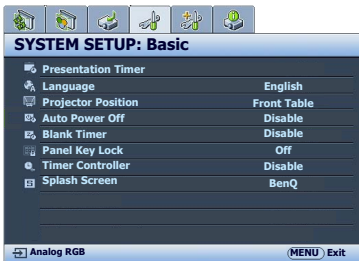 SYSTEM SETUP: Basic
Presentation Timer
Language English
Projector Position Front Table
Auto Power Off Disable
Blank Timer Disable
Panel Key Lock Off
Timer Controller Disable
Splash Screen BenQ
Analog RGB MENU Exit